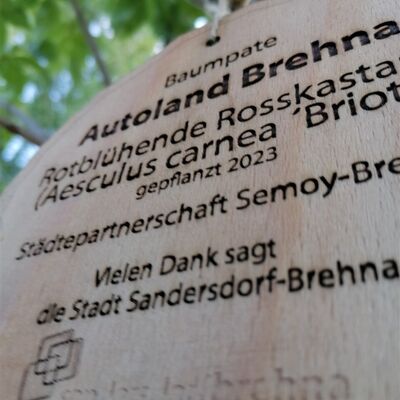 Baumpate
Autoland Brehna
Rotblühende Rosskasta
(Aesculus carnea 'Briot
gepflanzt 2023
Städtepartnerschaft Semoy-Bre
Vielen Dank sagt
die Stadt Sandersdorf-Brehna